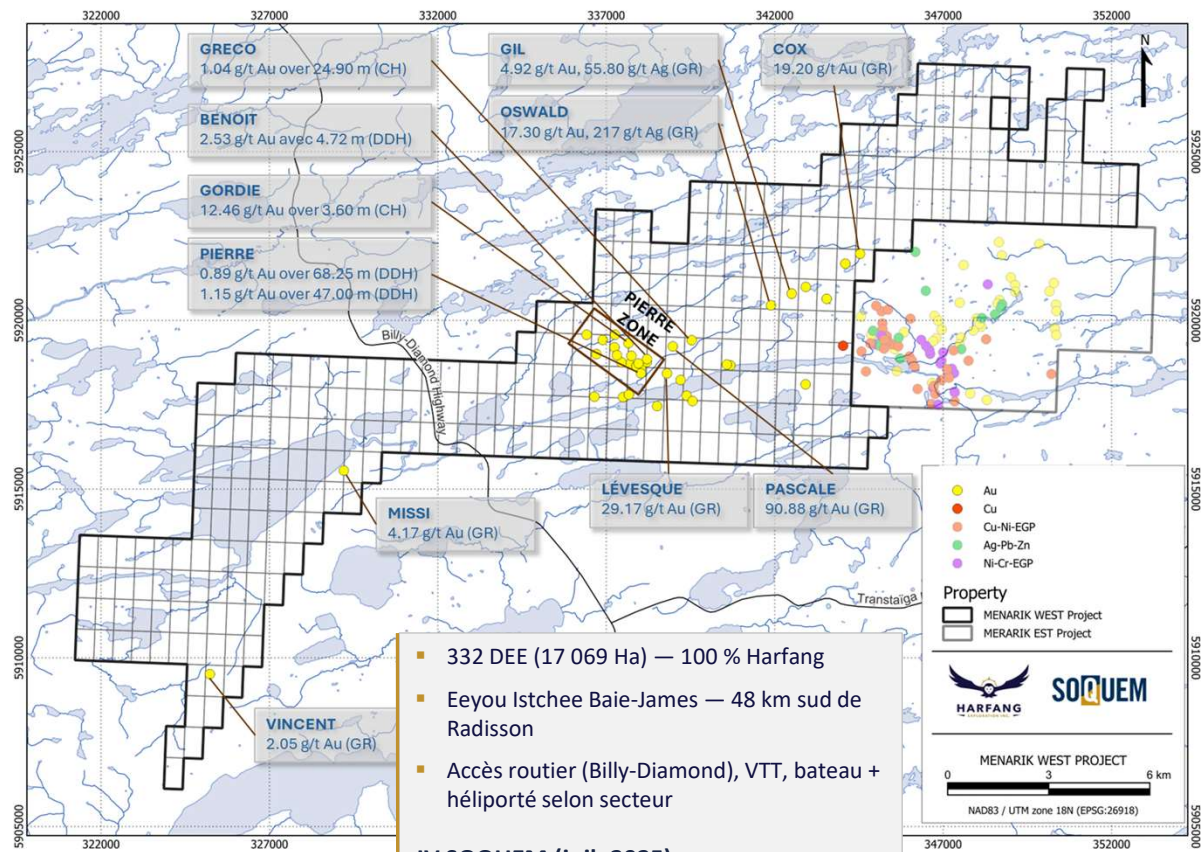 322000 327000 332000 337000 342000 347000 352000
N
GRECO
1.04 g/t Au over 24.90 m (CH)
GIL
4.92 g/t Au, 55.80 g/t Ag (GR)
COX
19.20 g/t Au (GR)
BENOIT
2.53 g/t Au avec 4.72 m (DDH)
OSWALD
17.30 g/t Au, 217 g/t Ag (GR)
5925000 5925000
GORDIE
12.46 g/t Au over 3.60 m (CH)
PIERRE
0.89 g/t Au over 68.25 m (DDH)
1.15 g/t Au over 47.00 m (DDH)
PIERRE
ZONE
5920000 5920000
Billy-Diamond Highway
LÉVESQUE
29.17 g/t Au (GR)
PASCALE
90.88 g/t Au (GR)
5915000 5915000
MISSI
4.17 g/t Au (GR)
Au
Cu
Cu-Ni-EGP
Ag-Pb-Zn
Ni-Cr-EGP
Property
MENARIK WEST Project
MERARIK EST Project
Transtaïga
5910000 5910000
HARFANG
EXPLORATION INC.
SOQUEM
VINCENT
2.05 g/t Au (GR)
▪ 332 DEE (17 069 Ha) — 100 % Harfang
▪ Eeyou Istchee Baie-James — 48 km sud de
Radisson
▪ Accès routier (Billy-Diamond), VTT, bateau +
héliporté selon secteur
MENARIK WEST PROJECT
0 3 6 km
NAD83 / UTM zone 18N (EPSG:26918)
5905000 5905000
322000 327000 347000 352000